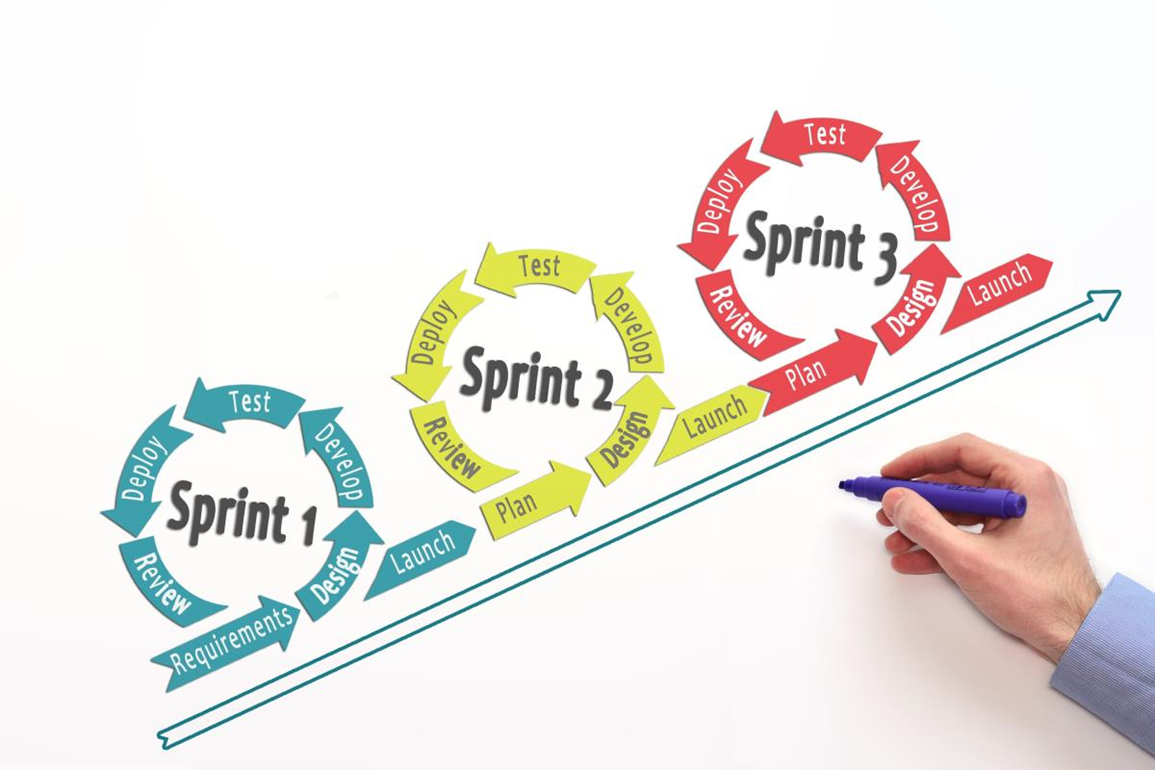 Sprint 1
Requirements
Design
Develop
Test
Deploy
Review
Launch
Sprint 2
Plan
Design
Develop
Test
Deploy
Review
Launch
Sprint 3
Plan
Design
Develop
Test
Deploy
Review
Launch